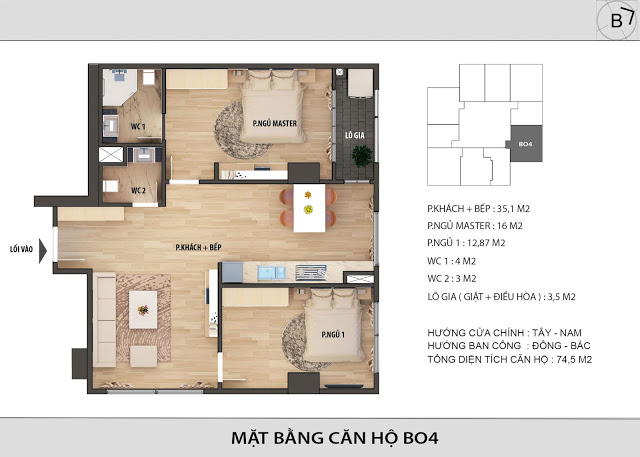 B
WC 1
P.NGỦ MASTER
LÔ GIA
WC 2
LỐI VÀO
P.KHÁCH + BẾP
P.NGỦ 1
BO4
P.KHÁCH + BẾP : 35,1 M2
P.NGỦ MASTER : 16 M2
P.NGỦ 1 : 12,87 M2
WC 1 : 4 M2
WC 2 : 3 M2
LÔ GIA ( GIẶT + ĐIỀU HÒA ) : 3,5 M2
HƯỚNG CỬA CHÍNH : TÂY - NAM
HƯỚNG BAN CÔNG : ĐÔNG - BẮC
TỔNG DIỆN TÍCH CĂN HỘ : 74,5 M2
MẶT BẰNG CĂN HỘ BO4